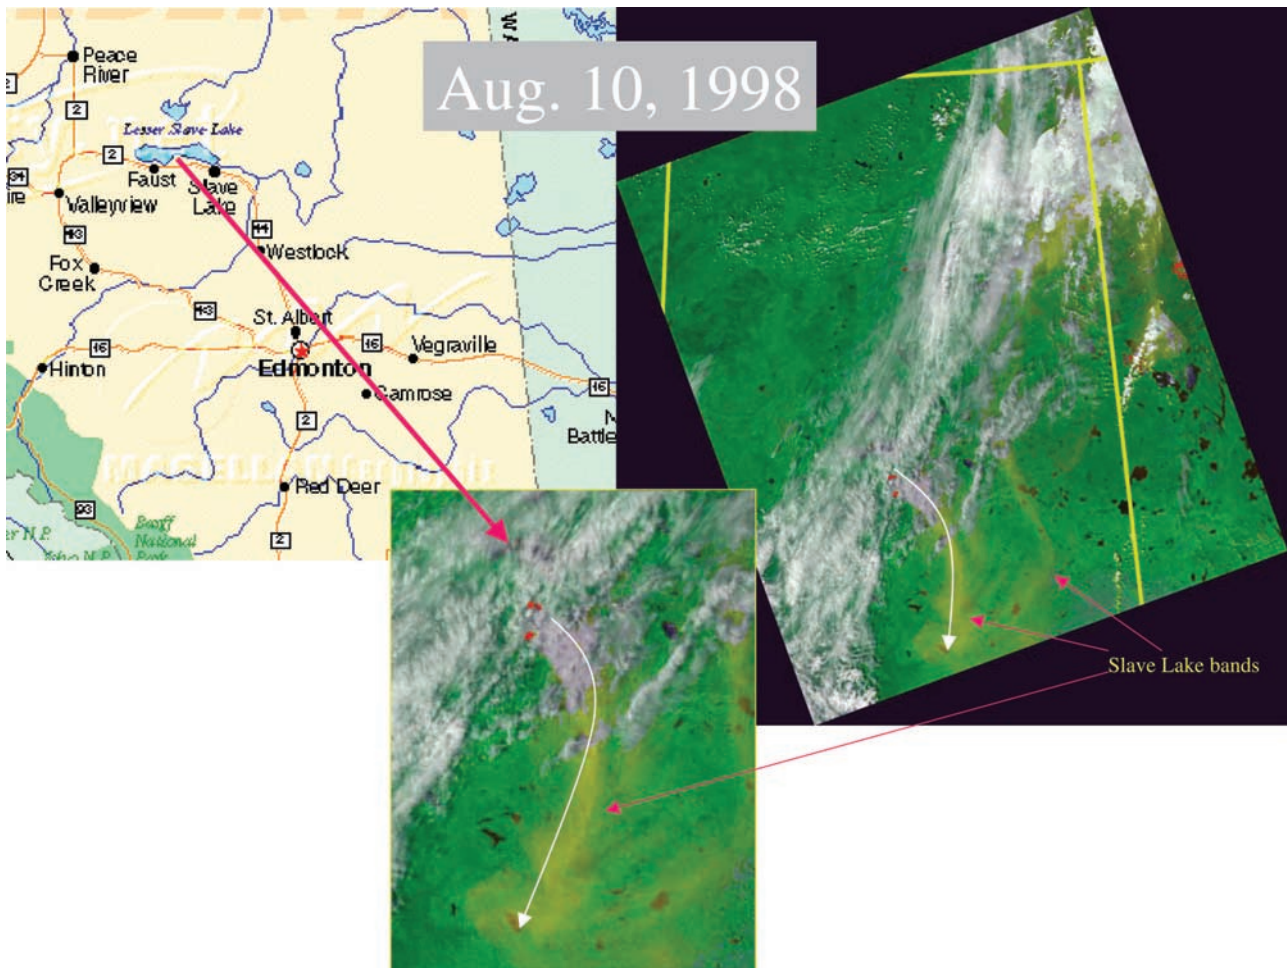 Aug. 10, 1998
Peace
River
2
Lesser Slave Lake
2
34
Faust
Slave
Lake
Valleyview
43
44
Westlock
Fox
Creek
43
St. Albert
16
16
Vegraville
Edmonton
Hinton
Camrose
16
2
Battle
Red Deer
93
Banff
National
Park
2
Slave Lake bands